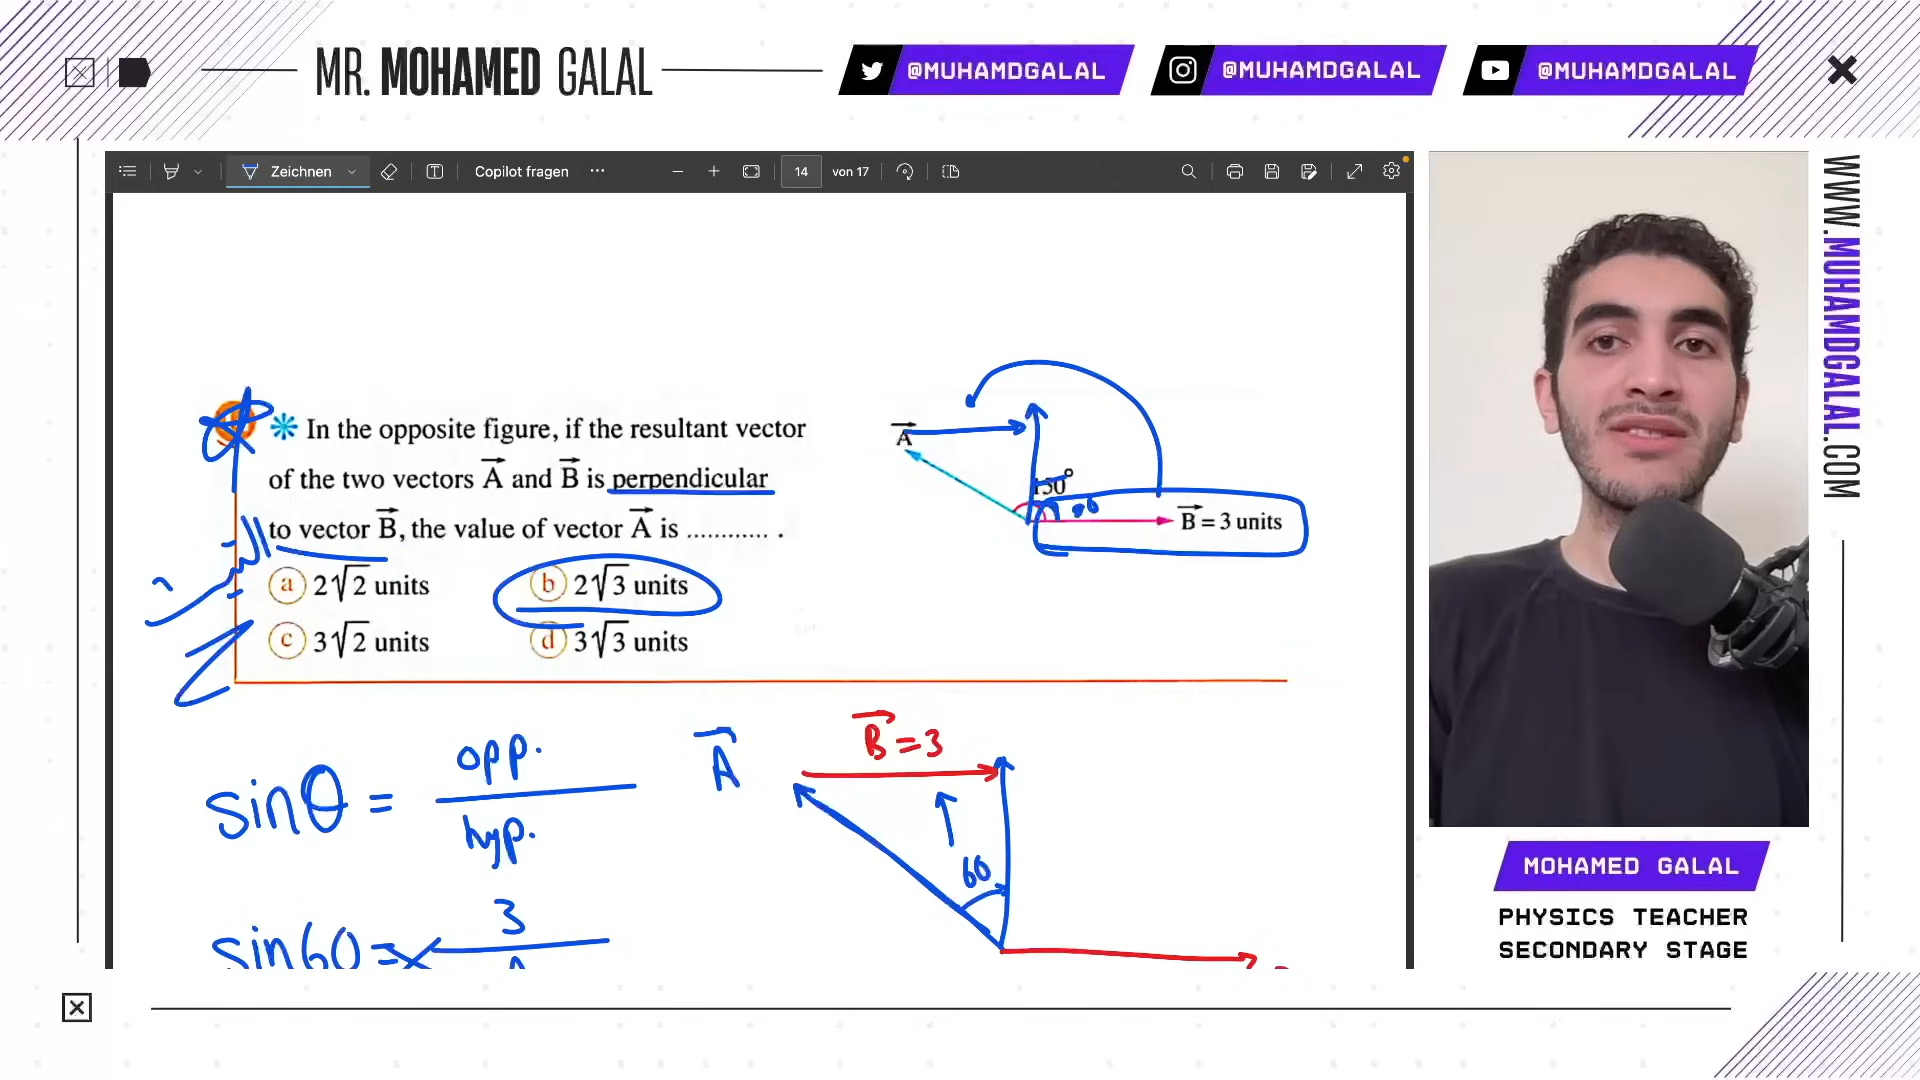 MR. MOHAMED GALAL
@MUHAMDGALAL
@MUHAMDGALAL
@MUHAMDGALAL
WWW.MUHAMDGALAL.COM
Zeichnen
Copilot fragen
14
von 17
In the opposite figure, if the resultant vector
of the two vectors A and B is perpendicular
to vector B, the value of vector A is ............ .
a 2√2 units
b 2√3 units
c 3√2 units
d 3√3 units
A
150°
B = 3 units
sinθ = opp. / hyp.
A
B = 3
60
sin60 = 3
MOHAMED GALAL
PHYSICS TEACHER
SECONDARY STAGE